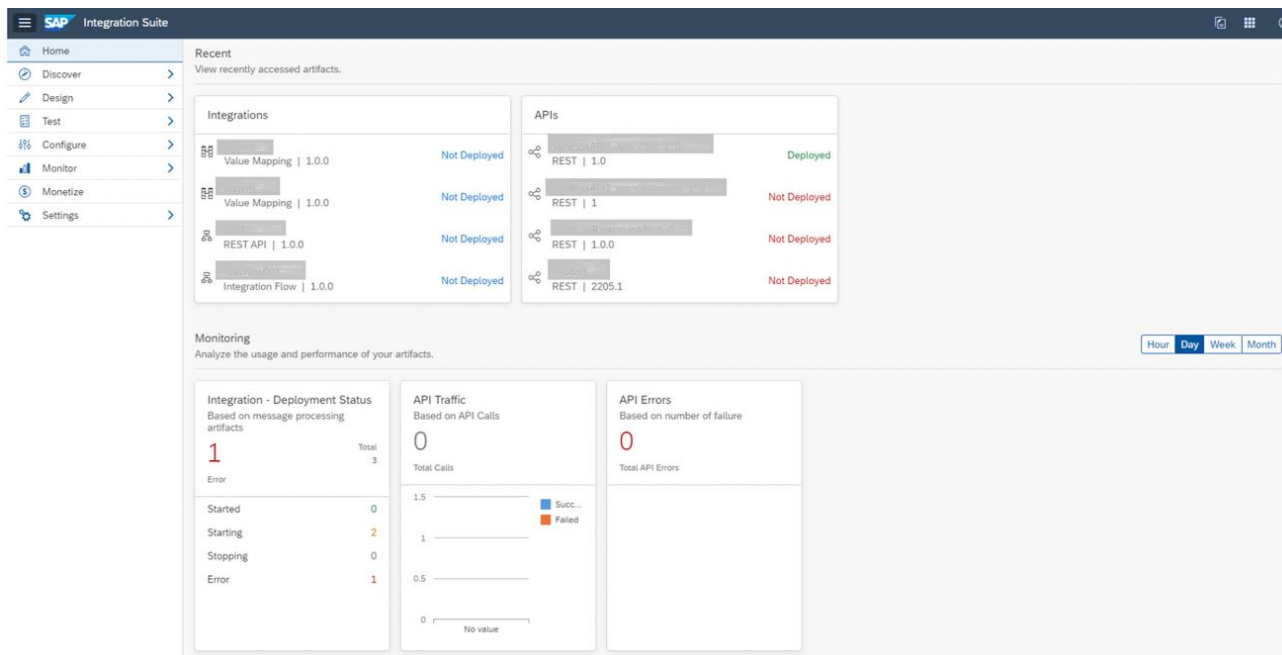 SAP Integration Suite
Home
Discover
Design
Test
Configure
Monitor
Monetize
Settings
Recent
View recently accessed artifacts.
Integrations
Value Mapping | 1.0.0 Not Deployed
Value Mapping | 1.0.0 Not Deployed
REST API | 1.0.0 Not Deployed
Integration Flow | 1.0.0 Not Deployed
APIs
REST | 1.0 Deployed
REST | 1 Not Deployed
REST | 1.0.0 Not Deployed
REST | 2205.1 Not Deployed
Monitoring
Analyze the usage and performance of your artifacts.
Hour Day Week Month
Integration - Deployment Status
Based on message processing
artifacts
1 Total
3
Error
Started 0
Starting 2
Stopping 0
Error 1
API Traffic
Based on API Calls
0
Total Calls
1.5
1
0.5
0
No value
Succ...
Failed
API Errors
Based on number of failure
0
Total API Errors